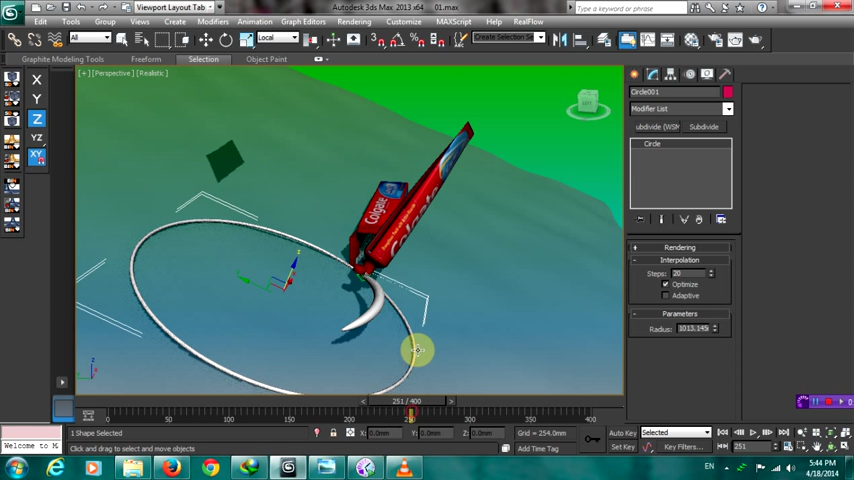 Viewport Layout Tab
Autodesk 3ds Max 2013 x64
01.max
Type a keyword or phrase
Edit Tools Group Views Create Modifiers Animation Graph Editors Rendering Customize MAXScript Help RealFlow
All
Local
Create Selection Se
Graphite Modeling Tools Freeform Selection Object Paint
[ + ] [ Perspective ] [ Realistic ]
X
Y
Z
YZ
XY
Circle001
Modifier List
ubdivide (WSM
Subdivide
Circle
Colgate
Colgate
z
z
Rendering
Interpolation
Steps: 20
Optimize
Adaptive
Parameters
Radius: 1013.145
251 / 400
0 50 100 150 200 250 300 350 400
1 Shape Selected
X: 0.0mm
Y: 0.0mm
Z: 0.0mm
Grid = 254.0mm
Auto Key
Selected
Welcome to M
Click and drag to select and move objects
Add Time Tag
Set Key
Key Filters...
251
EN
5:44 PM
4/18/2014